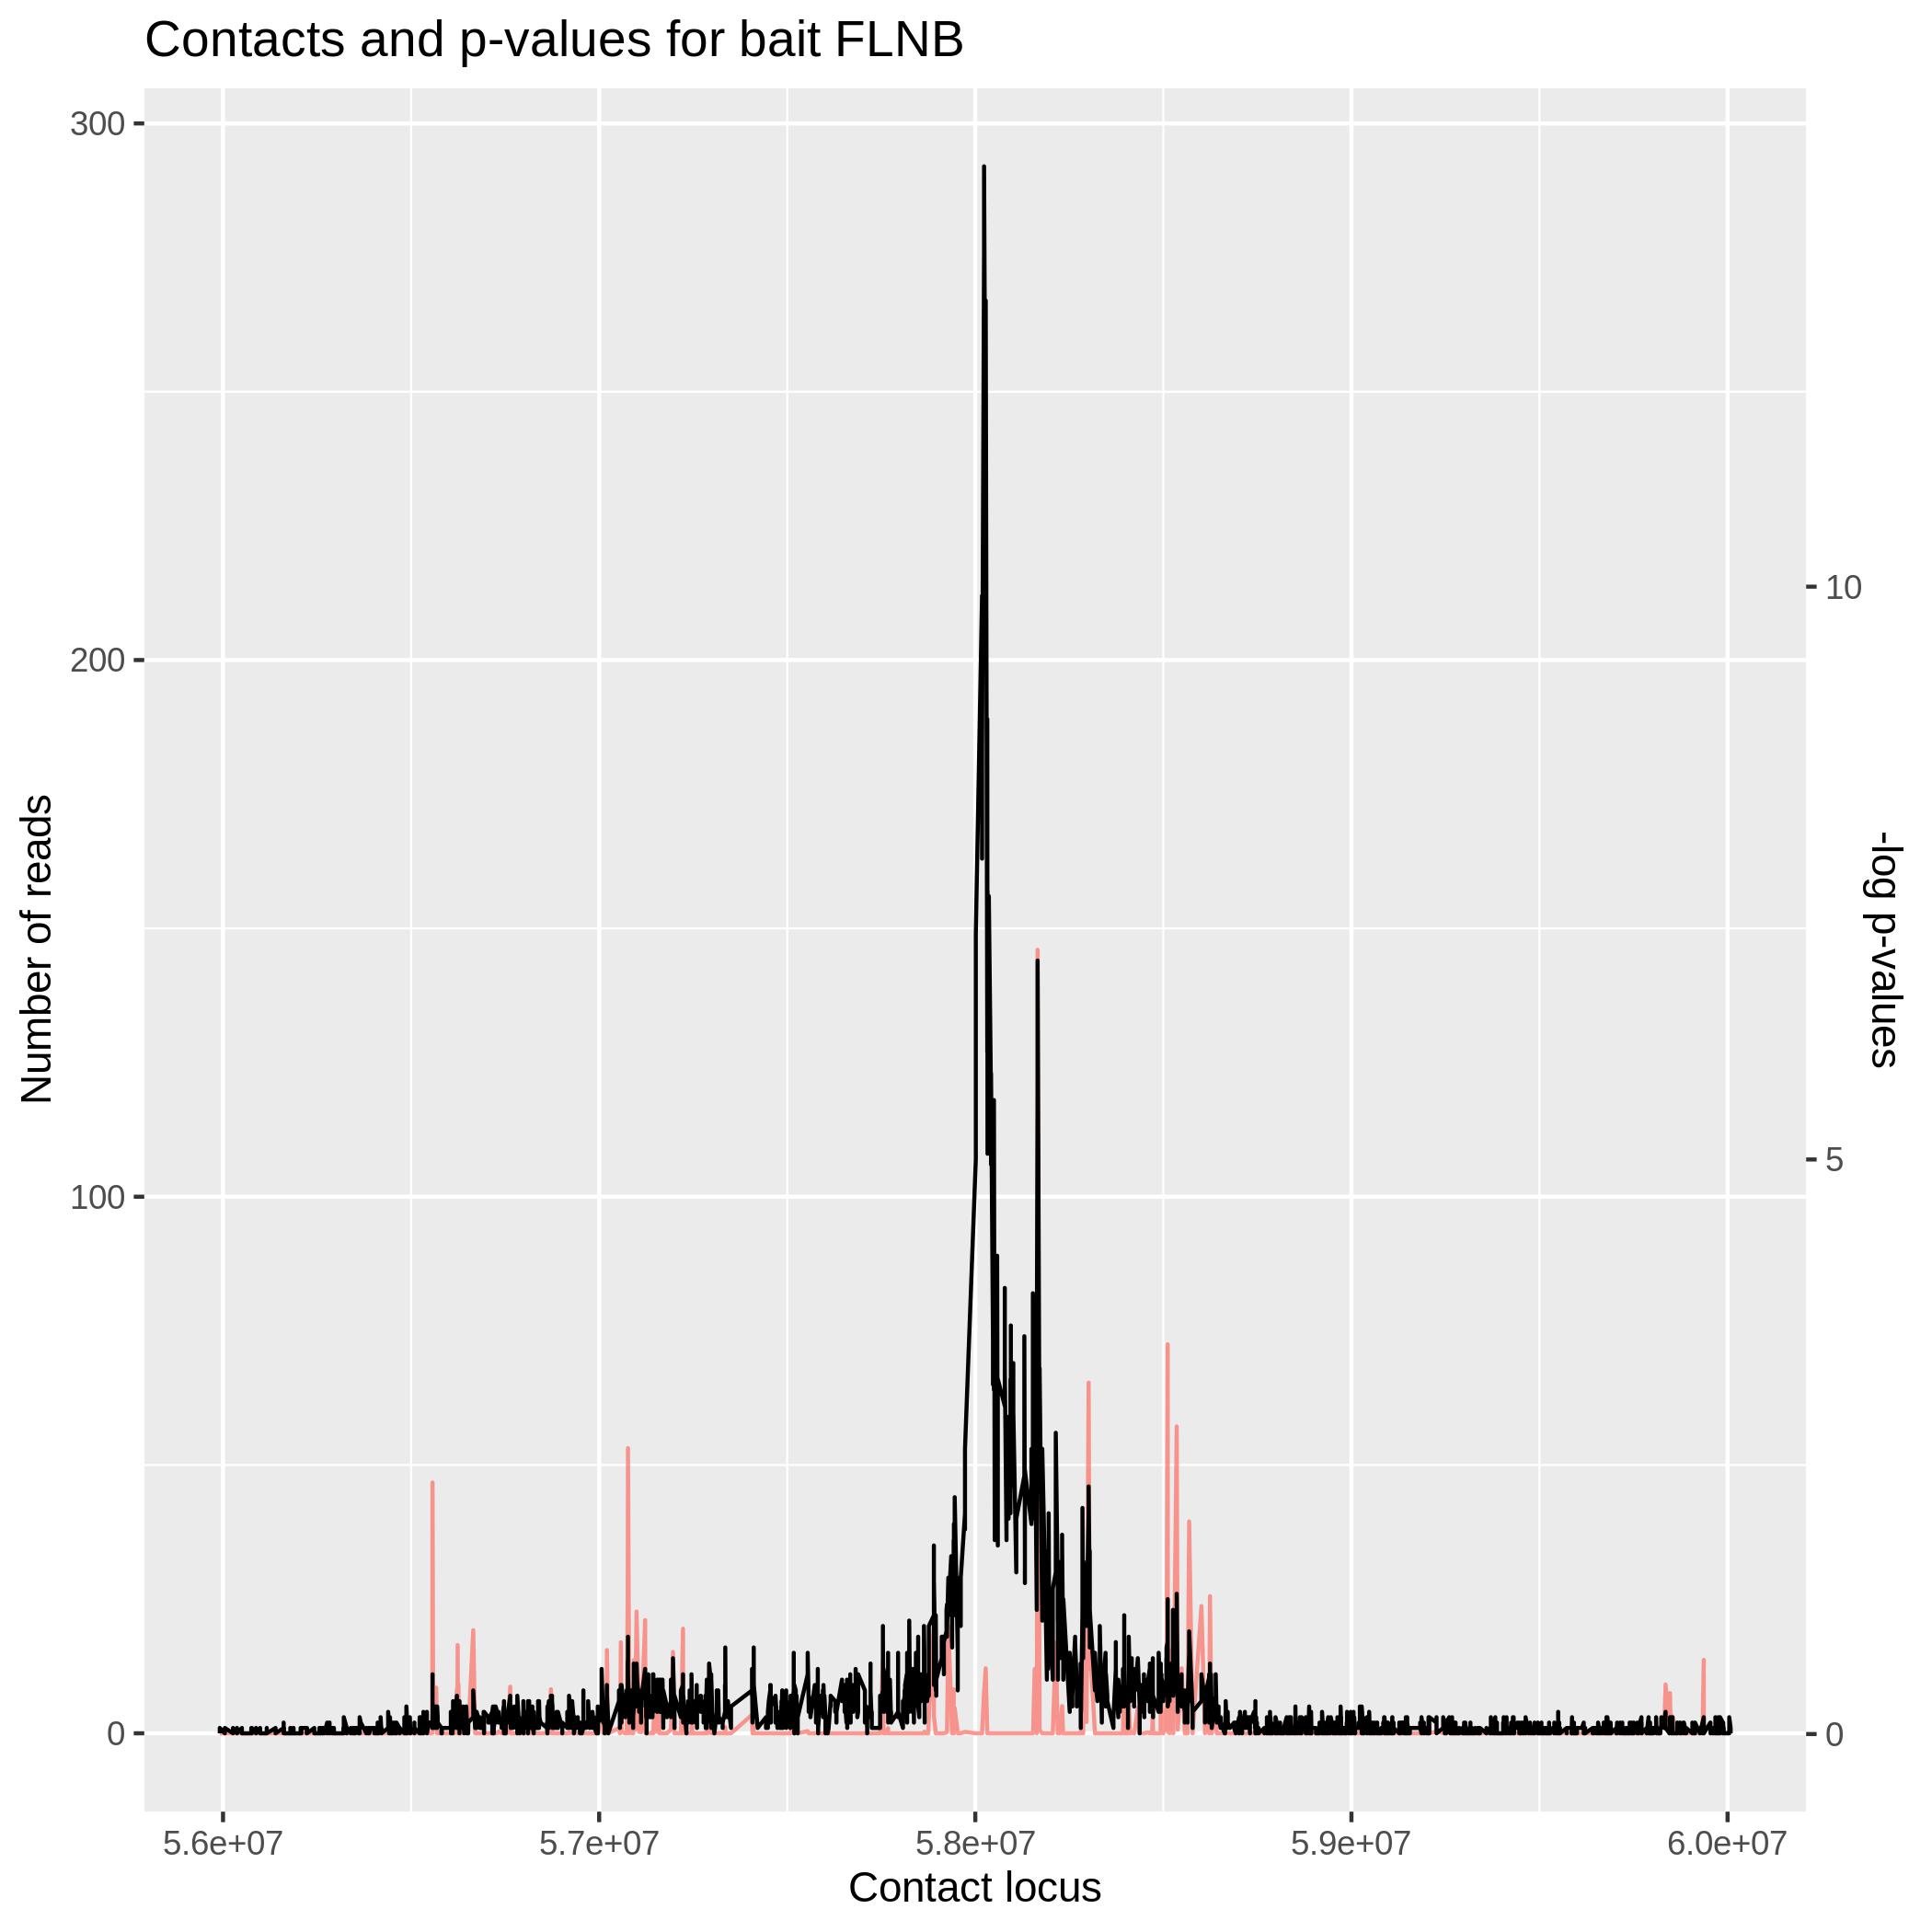 Contacts and p-values for bait FLNB
300
200
100
0
Number of reads
10
5
0
-log p-values
5.6e+07
5.7e+07
5.8e+07
5.9e+07
6.0e+07
Contact locus